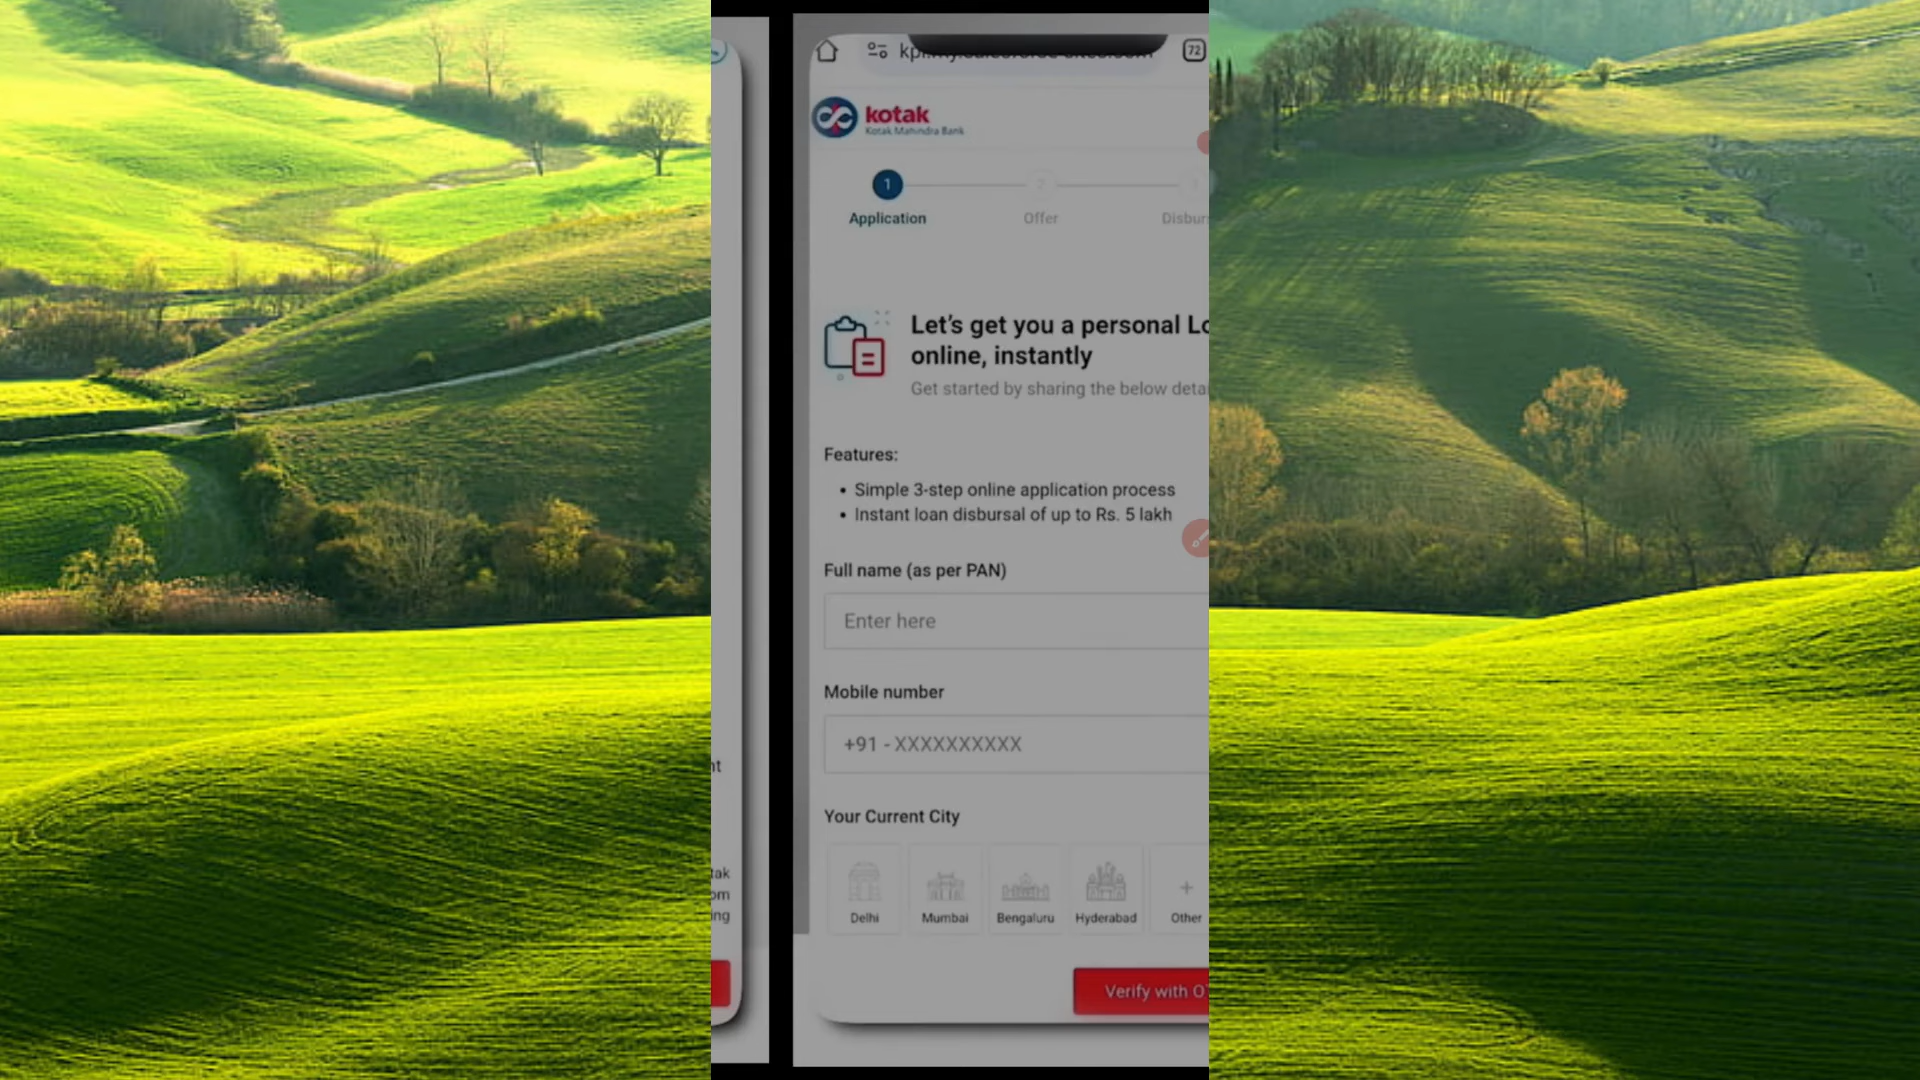 72
kotak
Kotak Mahindra Bank
1
2
Application
Offer
Let's get you a personal
online, instantly
Get started by sharing the below
Features:
• Simple 3-step online application process
• Instant loan disbursal of up to Rs. 5 lakh
Full name (as per PAN)
Enter here
Mobile number
+91 - XXXXXXXXXX
Your Current City
Delhi
Mumbai
Bengaluru
Hyderabad
+
Other
Verify with